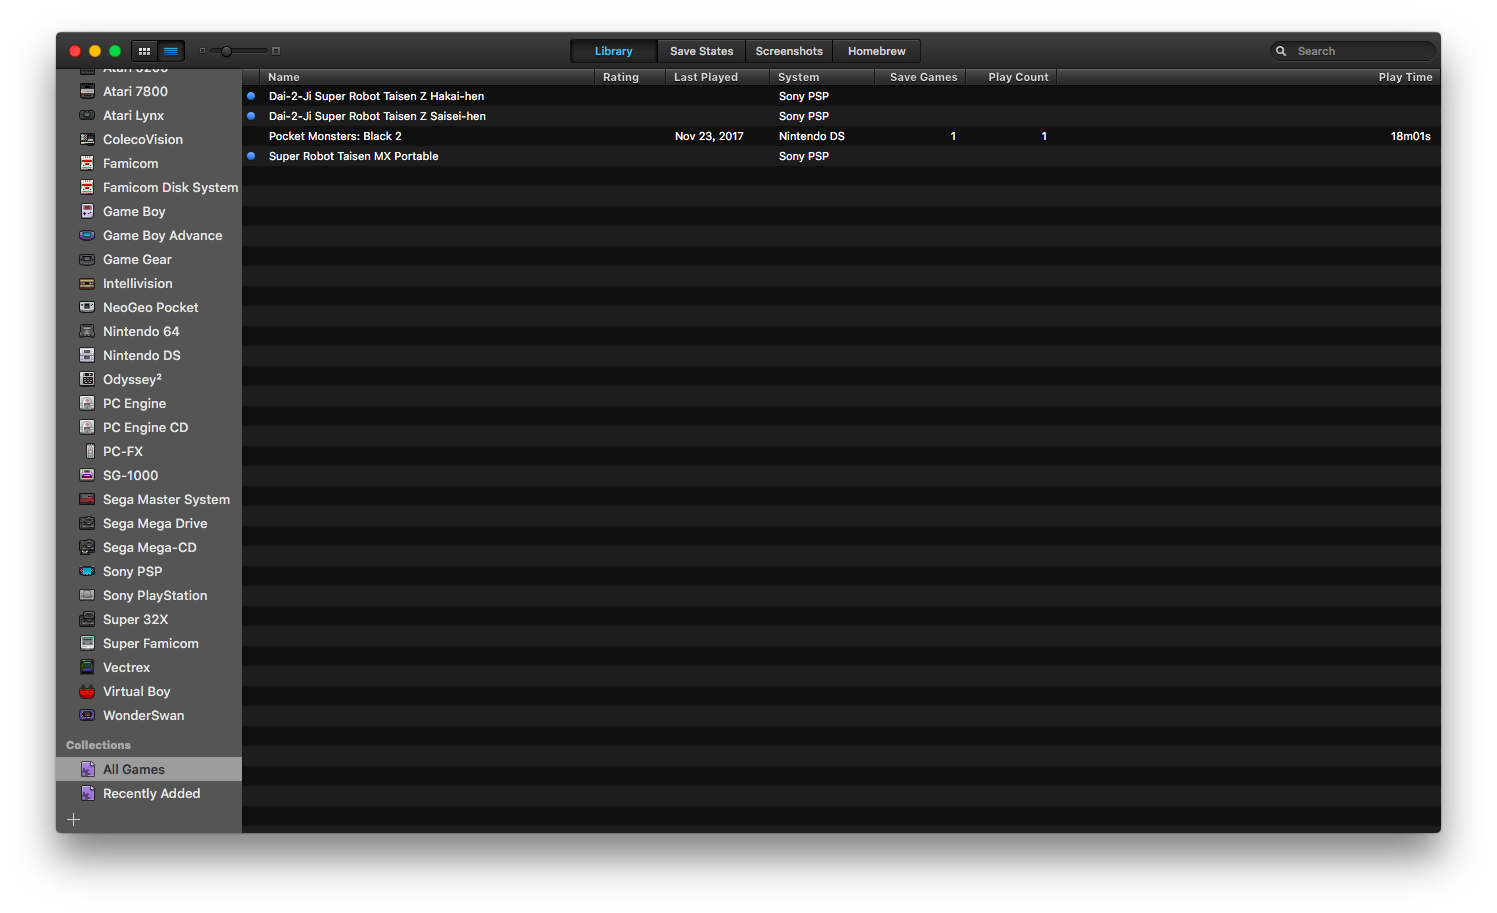 Library
Save States
Screenshots
Homebrew
Search
Atari 5200
Atari 7800
Atari Lynx
ColecoVision
Famicom
Famicom Disk System
Game Boy
Game Boy Advance
Game Gear
Intellivision
NeoGeo Pocket
Nintendo 64
Nintendo DS
Odyssey²
PC Engine
PC Engine CD
PC-FX
SG-1000
Sega Master System
Sega Mega Drive
Sega Mega-CD
Sony PSP
Sony PlayStation
Super 32X
Super Famicom
Vectrex
Virtual Boy
WonderSwan
Collections
All Games
Recently Added
Name Rating Last Played System Save Games Play Count Play Time
Dai-2-Ji Super Robot Taisen Z Hakai-hen Sony PSP
Dai-2-Ji Super Robot Taisen Z Saisei-hen Sony PSP
Pocket Monsters: Black 2 Nov 23, 2017 Nintendo DS 1 1 18m01s
Super Robot Taisen MX Portable Sony PSP